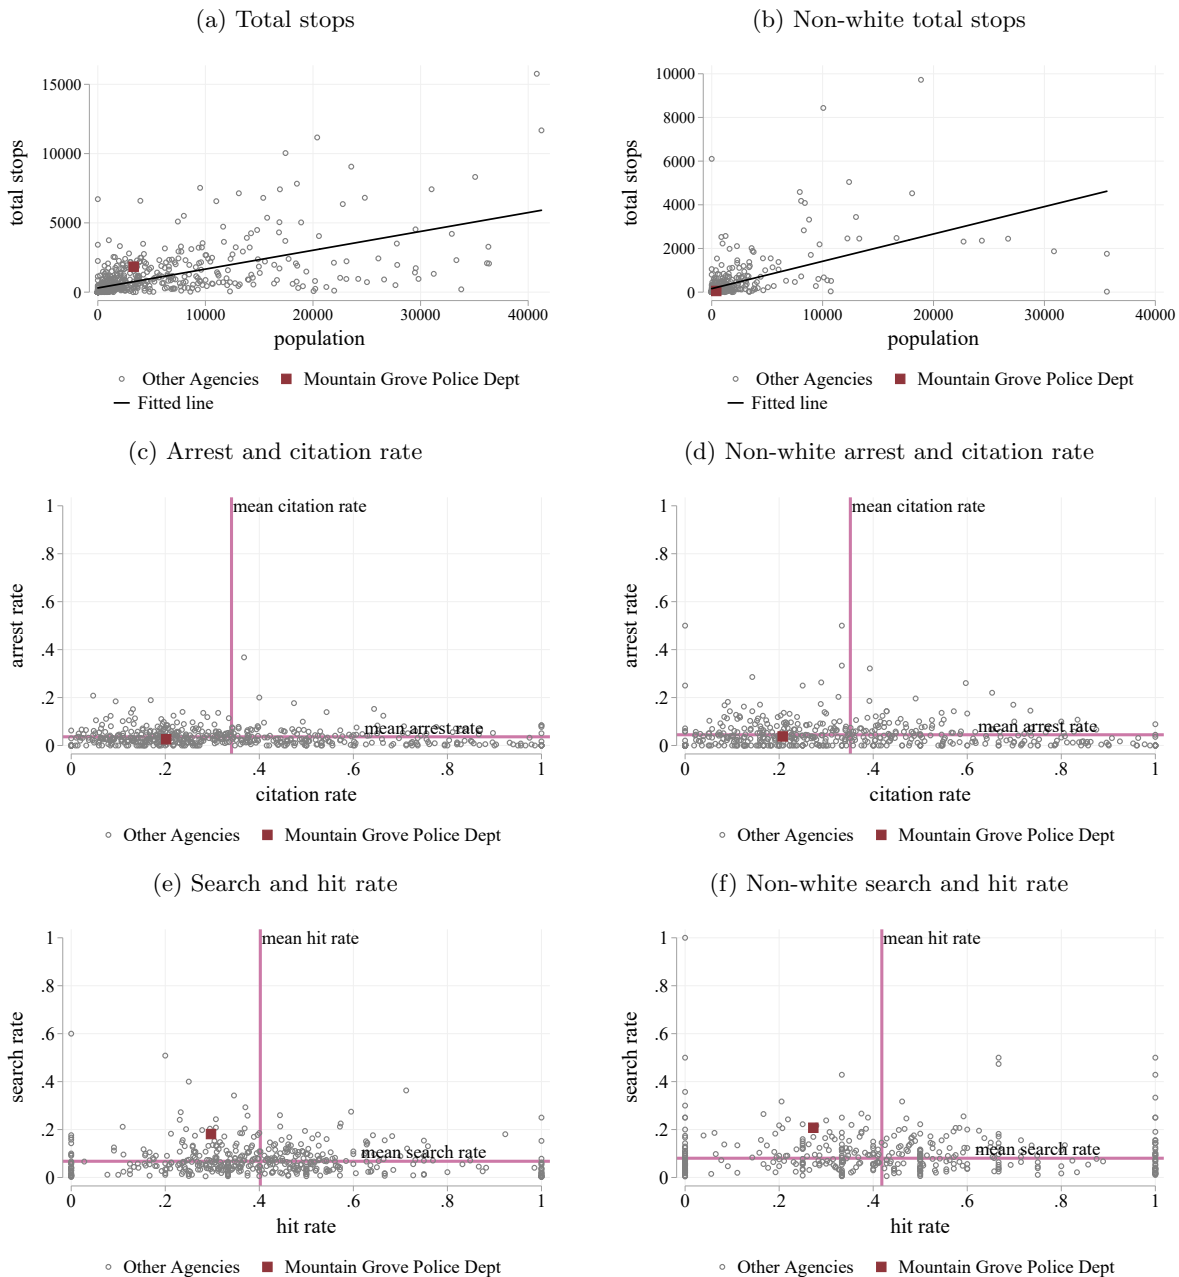 (a) Total stops
(b) Non-white total stops
total stops
15000
10000
5000
0
0 10000 20000 30000 40000
population
Other Agencies Mountain Grove Police Dept
Fitted line
total stops
10000
8000
6000
4000
2000
0
0 10000 20000 30000 40000
population
Other Agencies Mountain Grove Police Dept
Fitted line
(c) Arrest and citation rate
(d) Non-white arrest and citation rate
arrest rate
1
.8
.6
.4
.2
0
mean citation rate
mean arrest rate
0 .2 .4 .6 .8 1
citation rate
Other Agencies Mountain Grove Police Dept
arrest rate
1
.8
.6
.4
.2
0
mean citation rate
mean arrest rate
0 .2 .4 .6 .8 1
citation rate
Other Agencies Mountain Grove Police Dept
(e) Search and hit rate
(f) Non-white search and hit rate
search rate
1
.8
.6
.4
.2
0
mean hit rate
mean search rate
0 .2 .4 .6 .8 1
hit rate
Other Agencies Mountain Grove Police Dept
search rate
1
.8
.6
.4
.2
0
mean hit rate
mean search rate
0 .2 .4 .6 .8 1
hit rate
Other Agencies Mountain Grove Police Dept